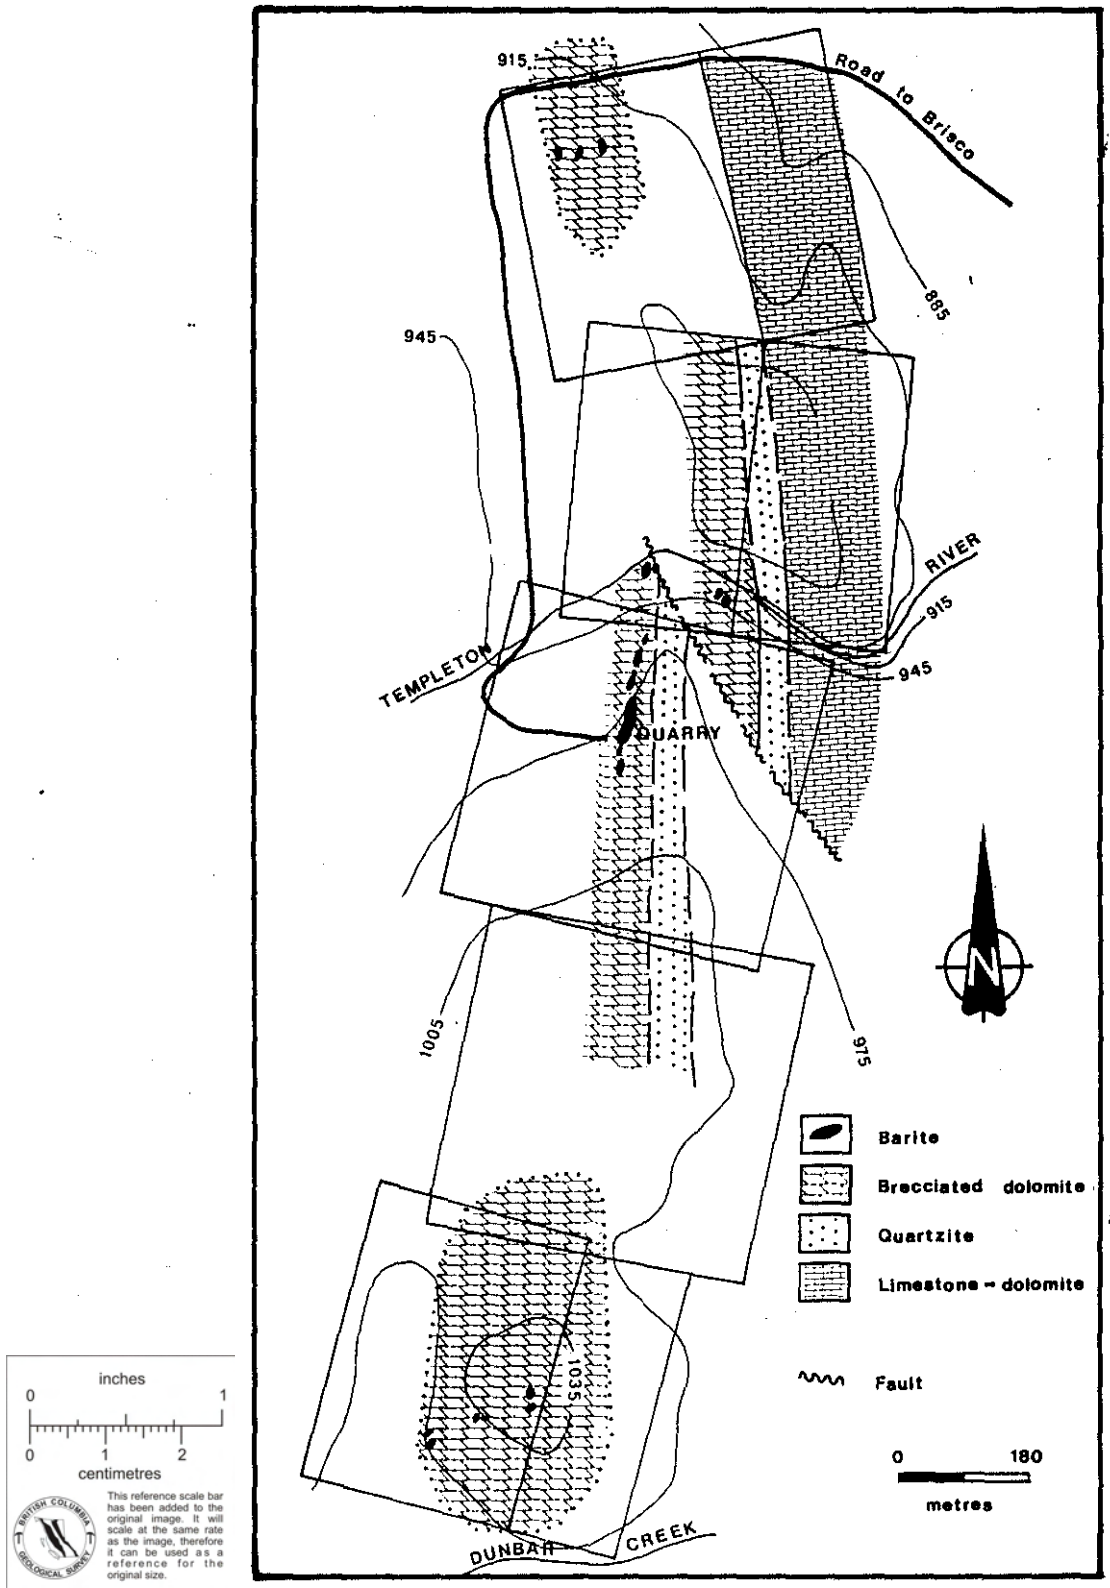 915
Road to Brisco
885
945
RIVER
915
TEMPLETON
945
QUARRY
N
1005
975
Barite
Brecciated dolomite
Quartzite
Limestone - dolomite
1035
Fault
0 180
metres
DUNBAR CREEK
inches
0 1
0 1 2
centimetres
This reference scale bar
has been added to the
original image. It will
scale at the same rate
as the image, therefore
it can be used as a
reference for the
original size.
BRITISH COLUMBIA
GEOLOGICAL SURVEY